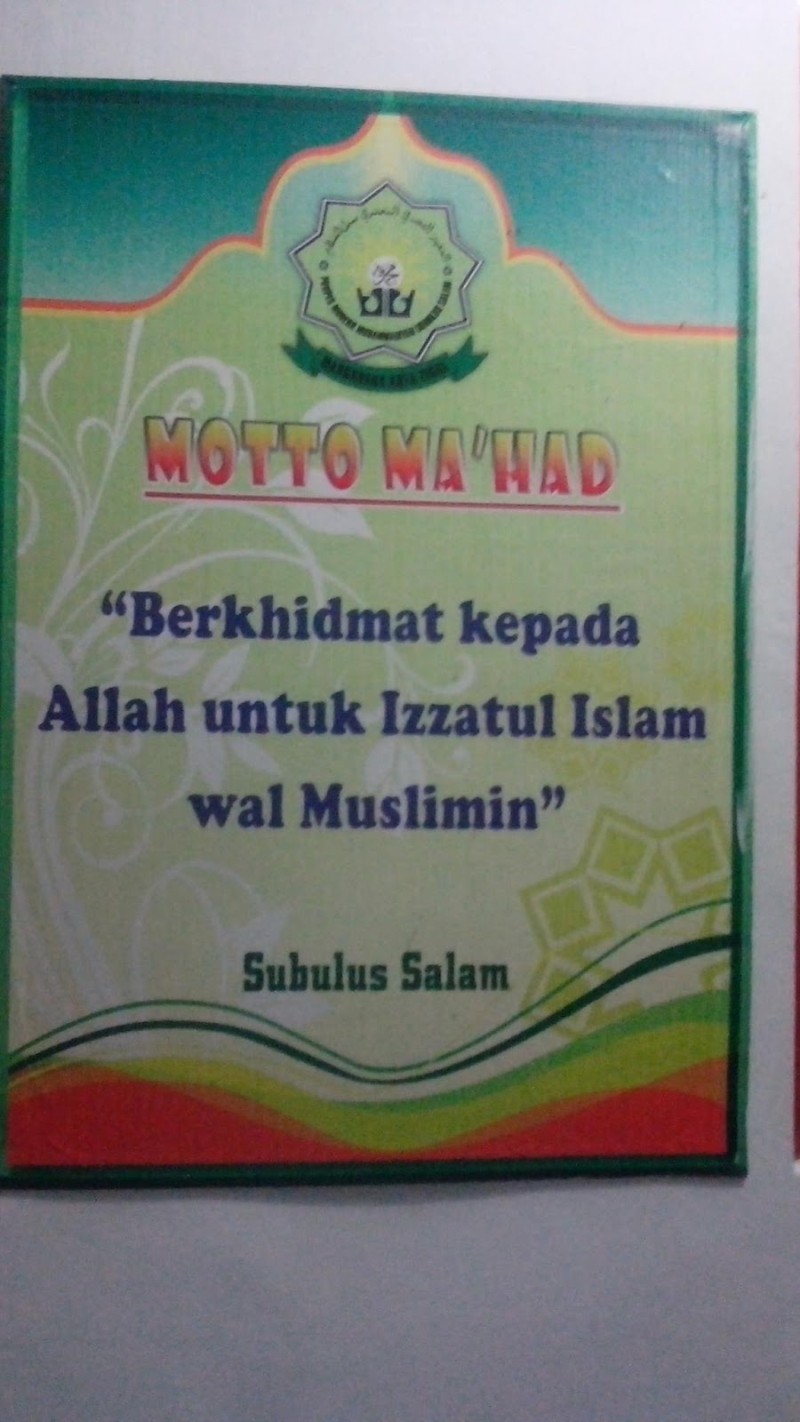 MOTTO MA'HAD
“Berkhidmat kepada
Allah untuk Izzatul Islam
wal Muslimin”
Subulus Salam